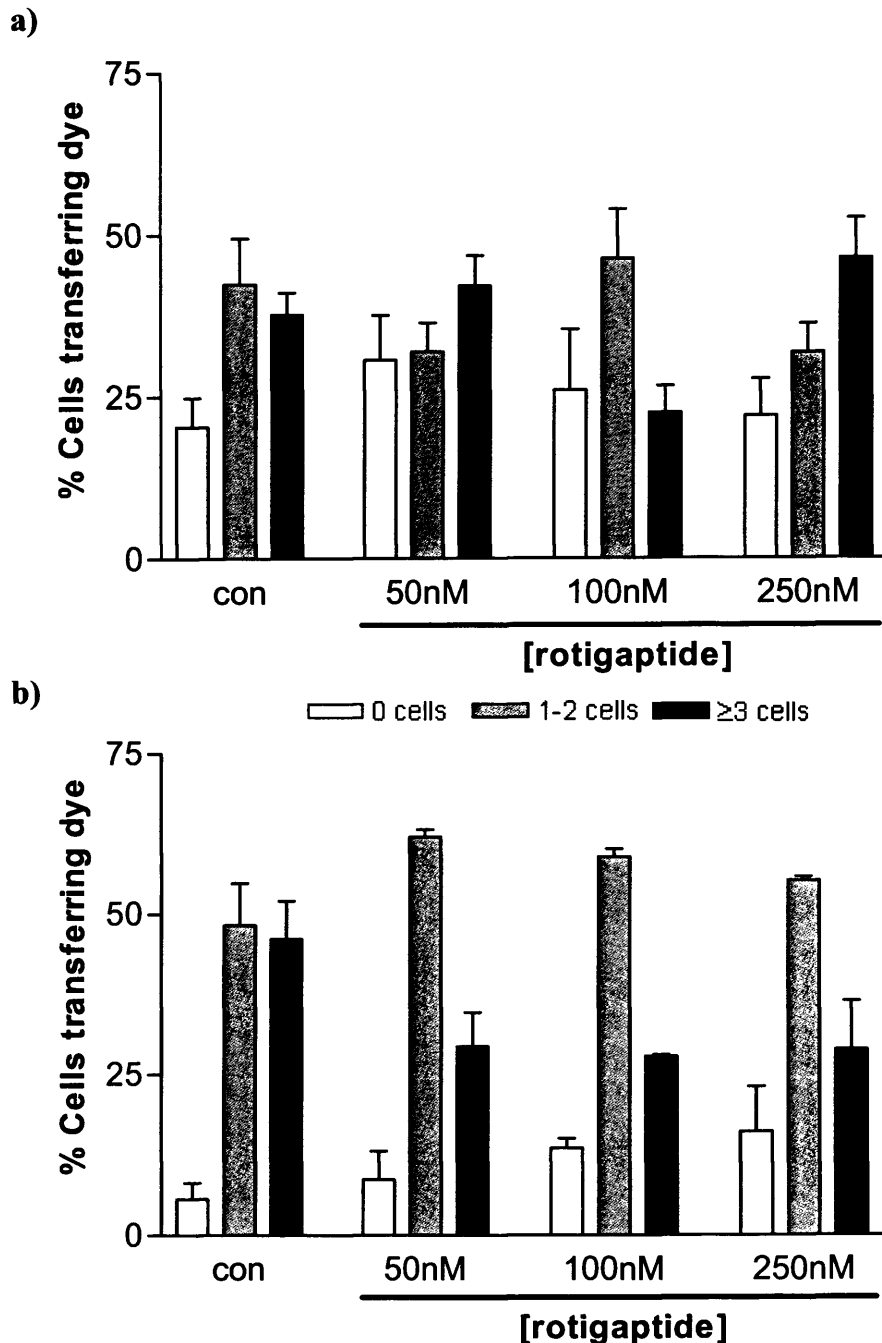 a)
75
50
25
0
% Cells transferring dye
con 50nM 100nM 250nM
[rotigaptide]
b)
0 cells 1-2 cells ≥3 cells
75
50
25
0
% Cells transferring dye
con 50nM 100nM 250nM
[rotigaptide]